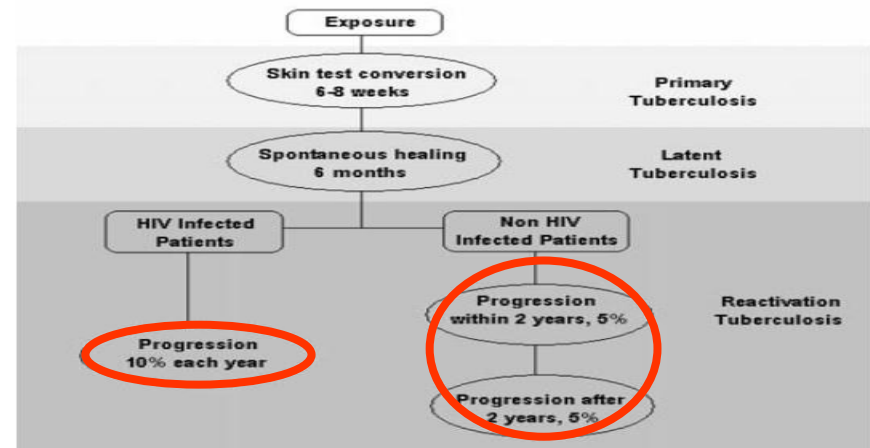 Exposure
Skin test conversion
6-8 weeks
Primary
Tuberculosis
Spontaneous healing
6 months
Latent
Tuberculosis
HIV Infected
Patients
Non HIV
Infected Patients
Progression
within 2 years, 5%
Reactivation
Tuberculosis
Progression
10% each year
Progression after
2 years, 5%